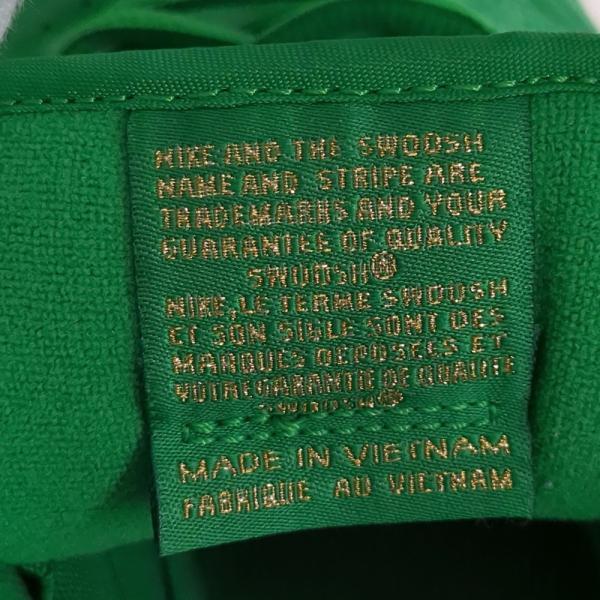 NIKE AND THE SWOOSH
NAME AND STRIPE ARE
TRADEMARKS AND YOUR
GUARANTEE OF QUALITY
SWOOSH®
NIKE, LE TERME SWOOSH
ET SON SIGLE SONT DES
MARQUES DEPOSEES ET
VOTRE GARANTIE DE QUALITE
SWOOSH®
MADE IN VIETNAM
FABRIQUE AU VIETNAM